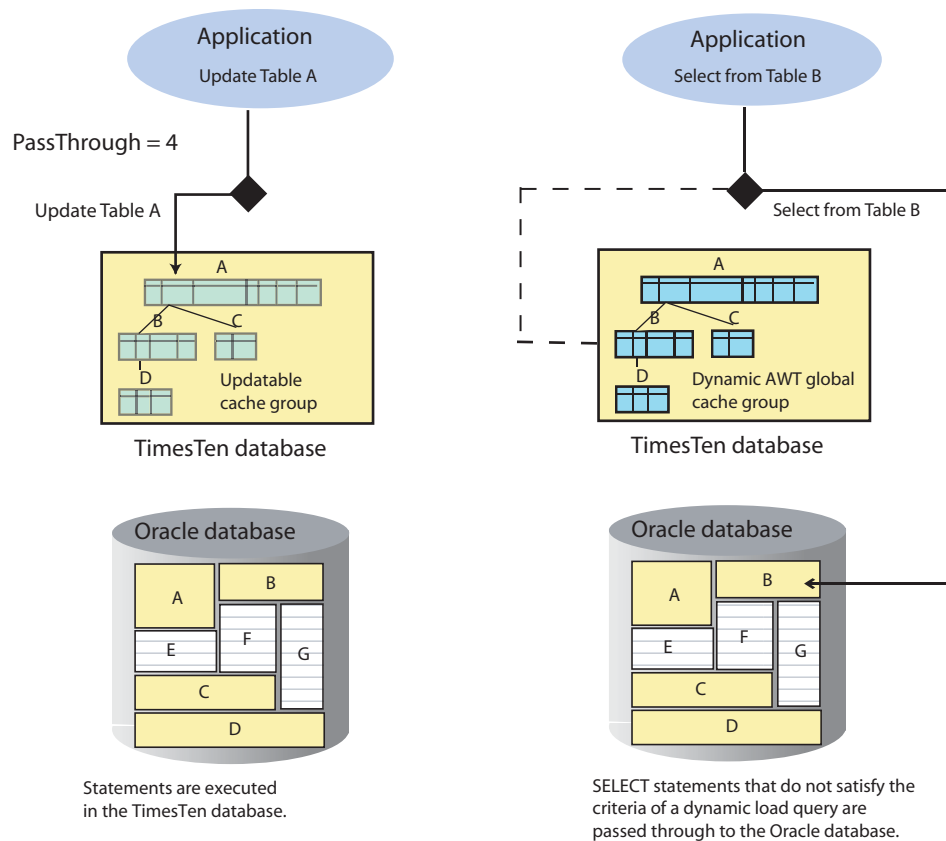 Application
Update Table A
PassThrough = 4
Update Table A
A
B
C
D
Updatable
cache group
TimesTen database
Oracle database
A
B
E
F
G
C
D
Statements are executed
in the TimesTen database.
Application
Select from Table B
Select from Table B
A
B
C
D
Dynamic AWT global
cache group
TimesTen database
Oracle database
A
B
E
F
G
C
D
SELECT statements that do not satisfy the
criteria of a dynamic load query are
passed through to the Oracle database.